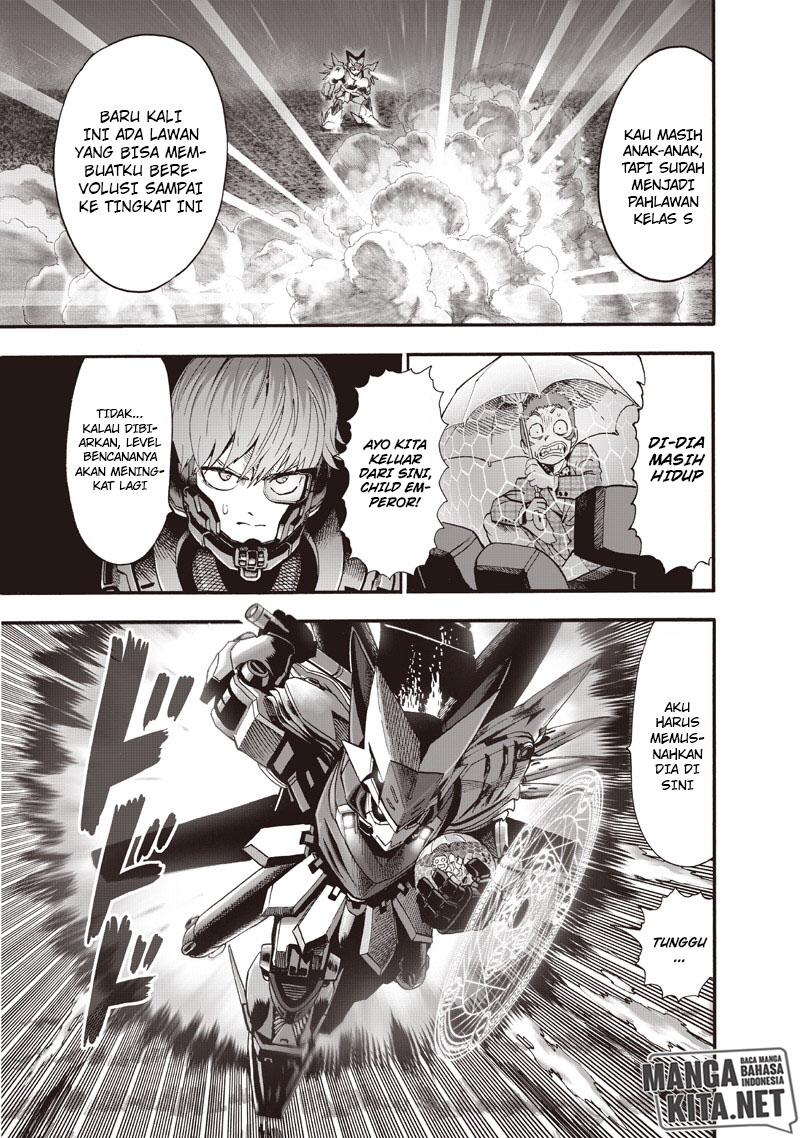 KAU MASIH
ANAK-ANAK,
TAPI SUDAH
MENJADI
PAHLAWAN
KELAS S
BARU KALI
INI ADA LAWAN
YANG BISA MEM-
BUATKU BERE-
VOLUSI SAMPAI
KE TINGKAT INI
DI-DIA
MASIH
HIDUP
AYO KITA
KELUAR
DARI SINI,
CHILD EM-
PEROR!
TIDAK...
KALAU DIBI-
ARKAN, LEVEL
BENCANANYA
AKAN MENING-
KAT LAGI
AKU
HARUS
MEMUS-
NAHKAN
DIA DI
SINI
TUNGGU
...
ドドド
MANGA
BACA MANGA
BAHASA
INDONESIA
KITA.NET